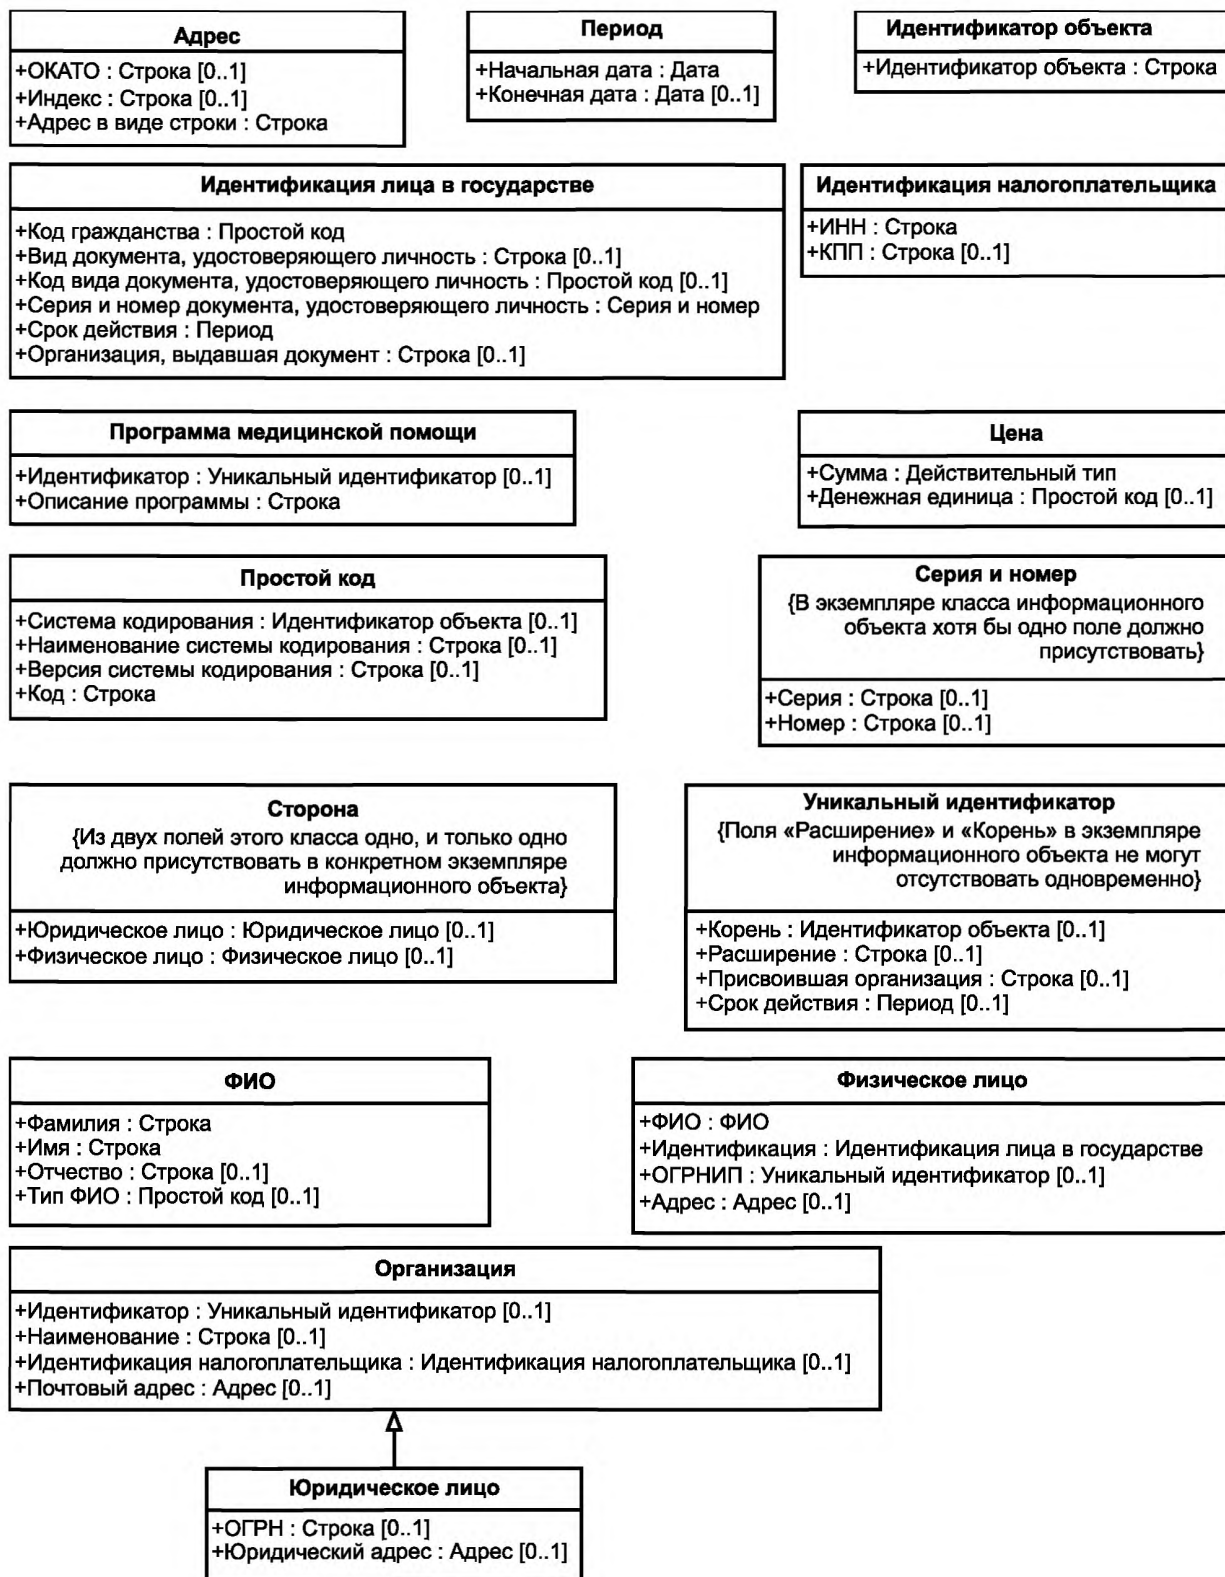 Адрес
+ОКАТО : Строка [0..1]
+Индекс : Строка [0..1]
+Адрес в виде строки : Строка
Период
+Начальная дата : Дата
+Конечная дата : Дата [0..1]
Идентификатор объекта
+Идентификатор объекта : Строка
Идентификация лица в государстве
+Код гражданства : Простой код
+Вид документа, удостоверяющего личность : Строка [0..1]
+Код вида документа, удостоверяющего личность : Простой код [0..1]
+Серия и номер документа, удостоверяющего личность : Серия и номер
+Срок действия : Период
+Организация, выдавшая документ : Строка [0..1]
Идентификация налогоплательщика
+ИНН : Строка
+КПП : Строка [0..1]
Программа медицинской помощи
+Идентификатор : Уникальный идентификатор [0..1]
+Описание программы : Строка
Цена
+Сумма : Действительный тип
+Денежная единица : Простой код [0..1]
Простой код
+Система кодирования : Идентификатор объекта [0..1]
+Наименование системы кодирования : Строка [0..1]
+Версия системы кодирования : Строка [0..1]
+Код : Строка
Серия и номер
{В экземпляре класса информационного
объекта хотя бы одно поле должно
присутствовать}
+Серия : Строка [0..1]
+Номер : Строка [0..1]
Сторона
{Из двух полей этого класса одно, и только одно
должно присутствовать в конкретном экземпляре
информационного объекта}
+Юридическое лицо : Юридическое лицо [0..1]
+Физическое лицо : Физическое лицо [0..1]
Уникальный идентификатор
{Поля «Расширение» и «Корень» в экземпляре
информационного объекта не могут
отсутствовать одновременно}
+Корень : Идентификатор объекта [0..1]
+Расширение : Строка [0..1]
+Присвоившая организация : Строка [0..1]
+Срок действия : Период [0..1]
ФИО
+Фамилия : Строка
+Имя : Строка
+Отчество : Строка [0..1]
+Тип ФИО : Простой код [0..1]
Физическое лицо
+ФИО : ФИО
+Идентификация : Идентификация лица в государстве
+ОГРНИП : Уникальный идентификатор [0..1]
+Адрес : Адрес [0..1]
Организация
+Идентификатор : Уникальный идентификатор [0..1]
+Наименование : Строка [0..1]
+Идентификация налогоплательщика : Идентификация налогоплательщика [0..1]
+Почтовый адрес : Адрес [0..1]
Юридическое лицо
+ОГРН : Строка [0..1]
+Юридический адрес : Адрес [0..1]